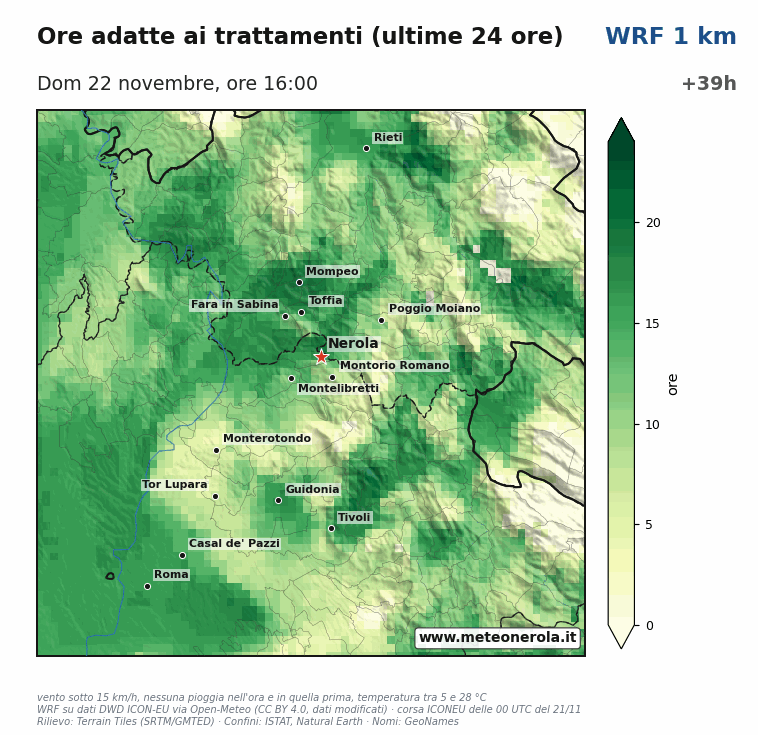 Ore adatte ai trattamenti (ultime 24 ore)
WRF 1 km
Dom 22 novembre, ore 16:00
+39h
Rieti
Mompeo
Fara in Sabina
Toffia
Poggio Moiano
Nerola
Montorio Romano
Montelibretti
Monterotondo
Tor Lupara
Guidonia
Tivoli
Casal de' Pazzi
Roma
www.meteonerola.it
20
15
10
5
0
ore
vento sotto 15 km/h, nessuna pioggia nell'ora e in quella prima, temperatura tra 5 e 28 °C
WRF su dati DWD ICON-EU via Open-Meteo (CC BY 4.0, dati modificati) · corsa ICONEU delle 00 UTC del 21/11
Rilievo: Terrain Tiles (SRTM/GMTED) · Confini: ISTAT, Natural Earth · Nomi: GeoNames